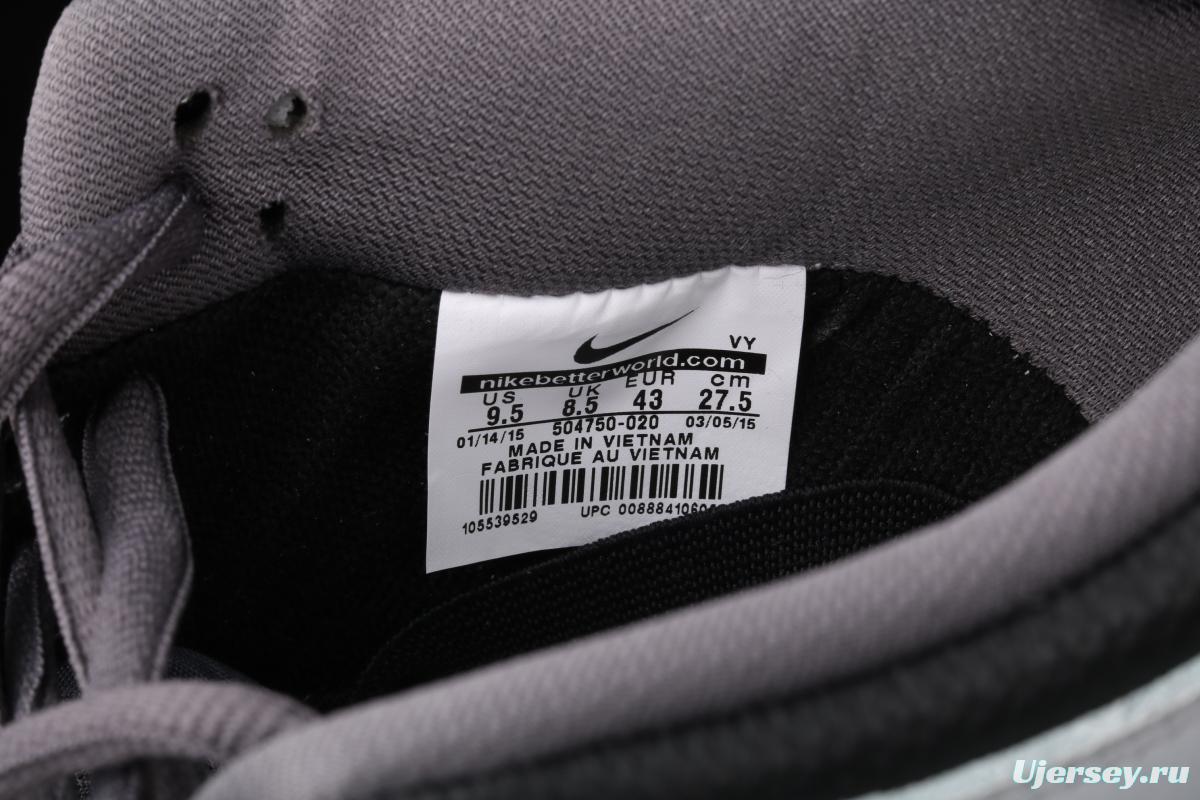 VY
nikebetterworld.com
US UK EUR cm
9.5 8.5 43 27.5
01/14/15 504750-020 03/05/15
MADE IN VIETNAM
FABRIQUE AU VIETNAM
105539529 UPC 0088841060
Ujersey.ru